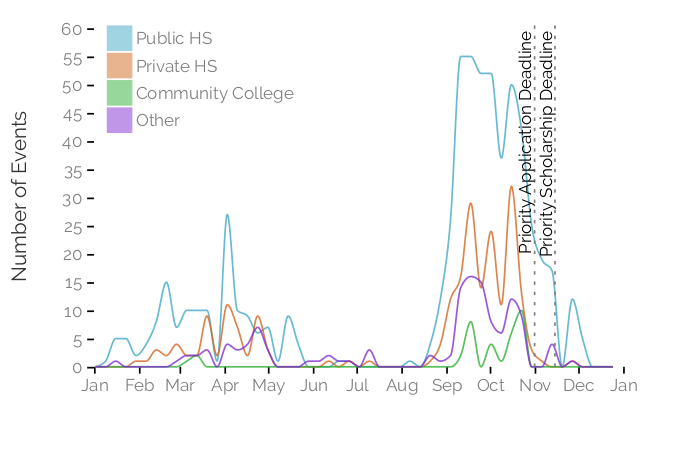 60
55
50
45
40
35
30
25
20
15
10
5
0
Number of Events
Public HS
Private HS
Community College
Other
Priority Application Deadline
Priority Scholarship Deadline
Jan Feb Mar Apr May Jun Jul Aug Sep Oct Nov Dec Jan